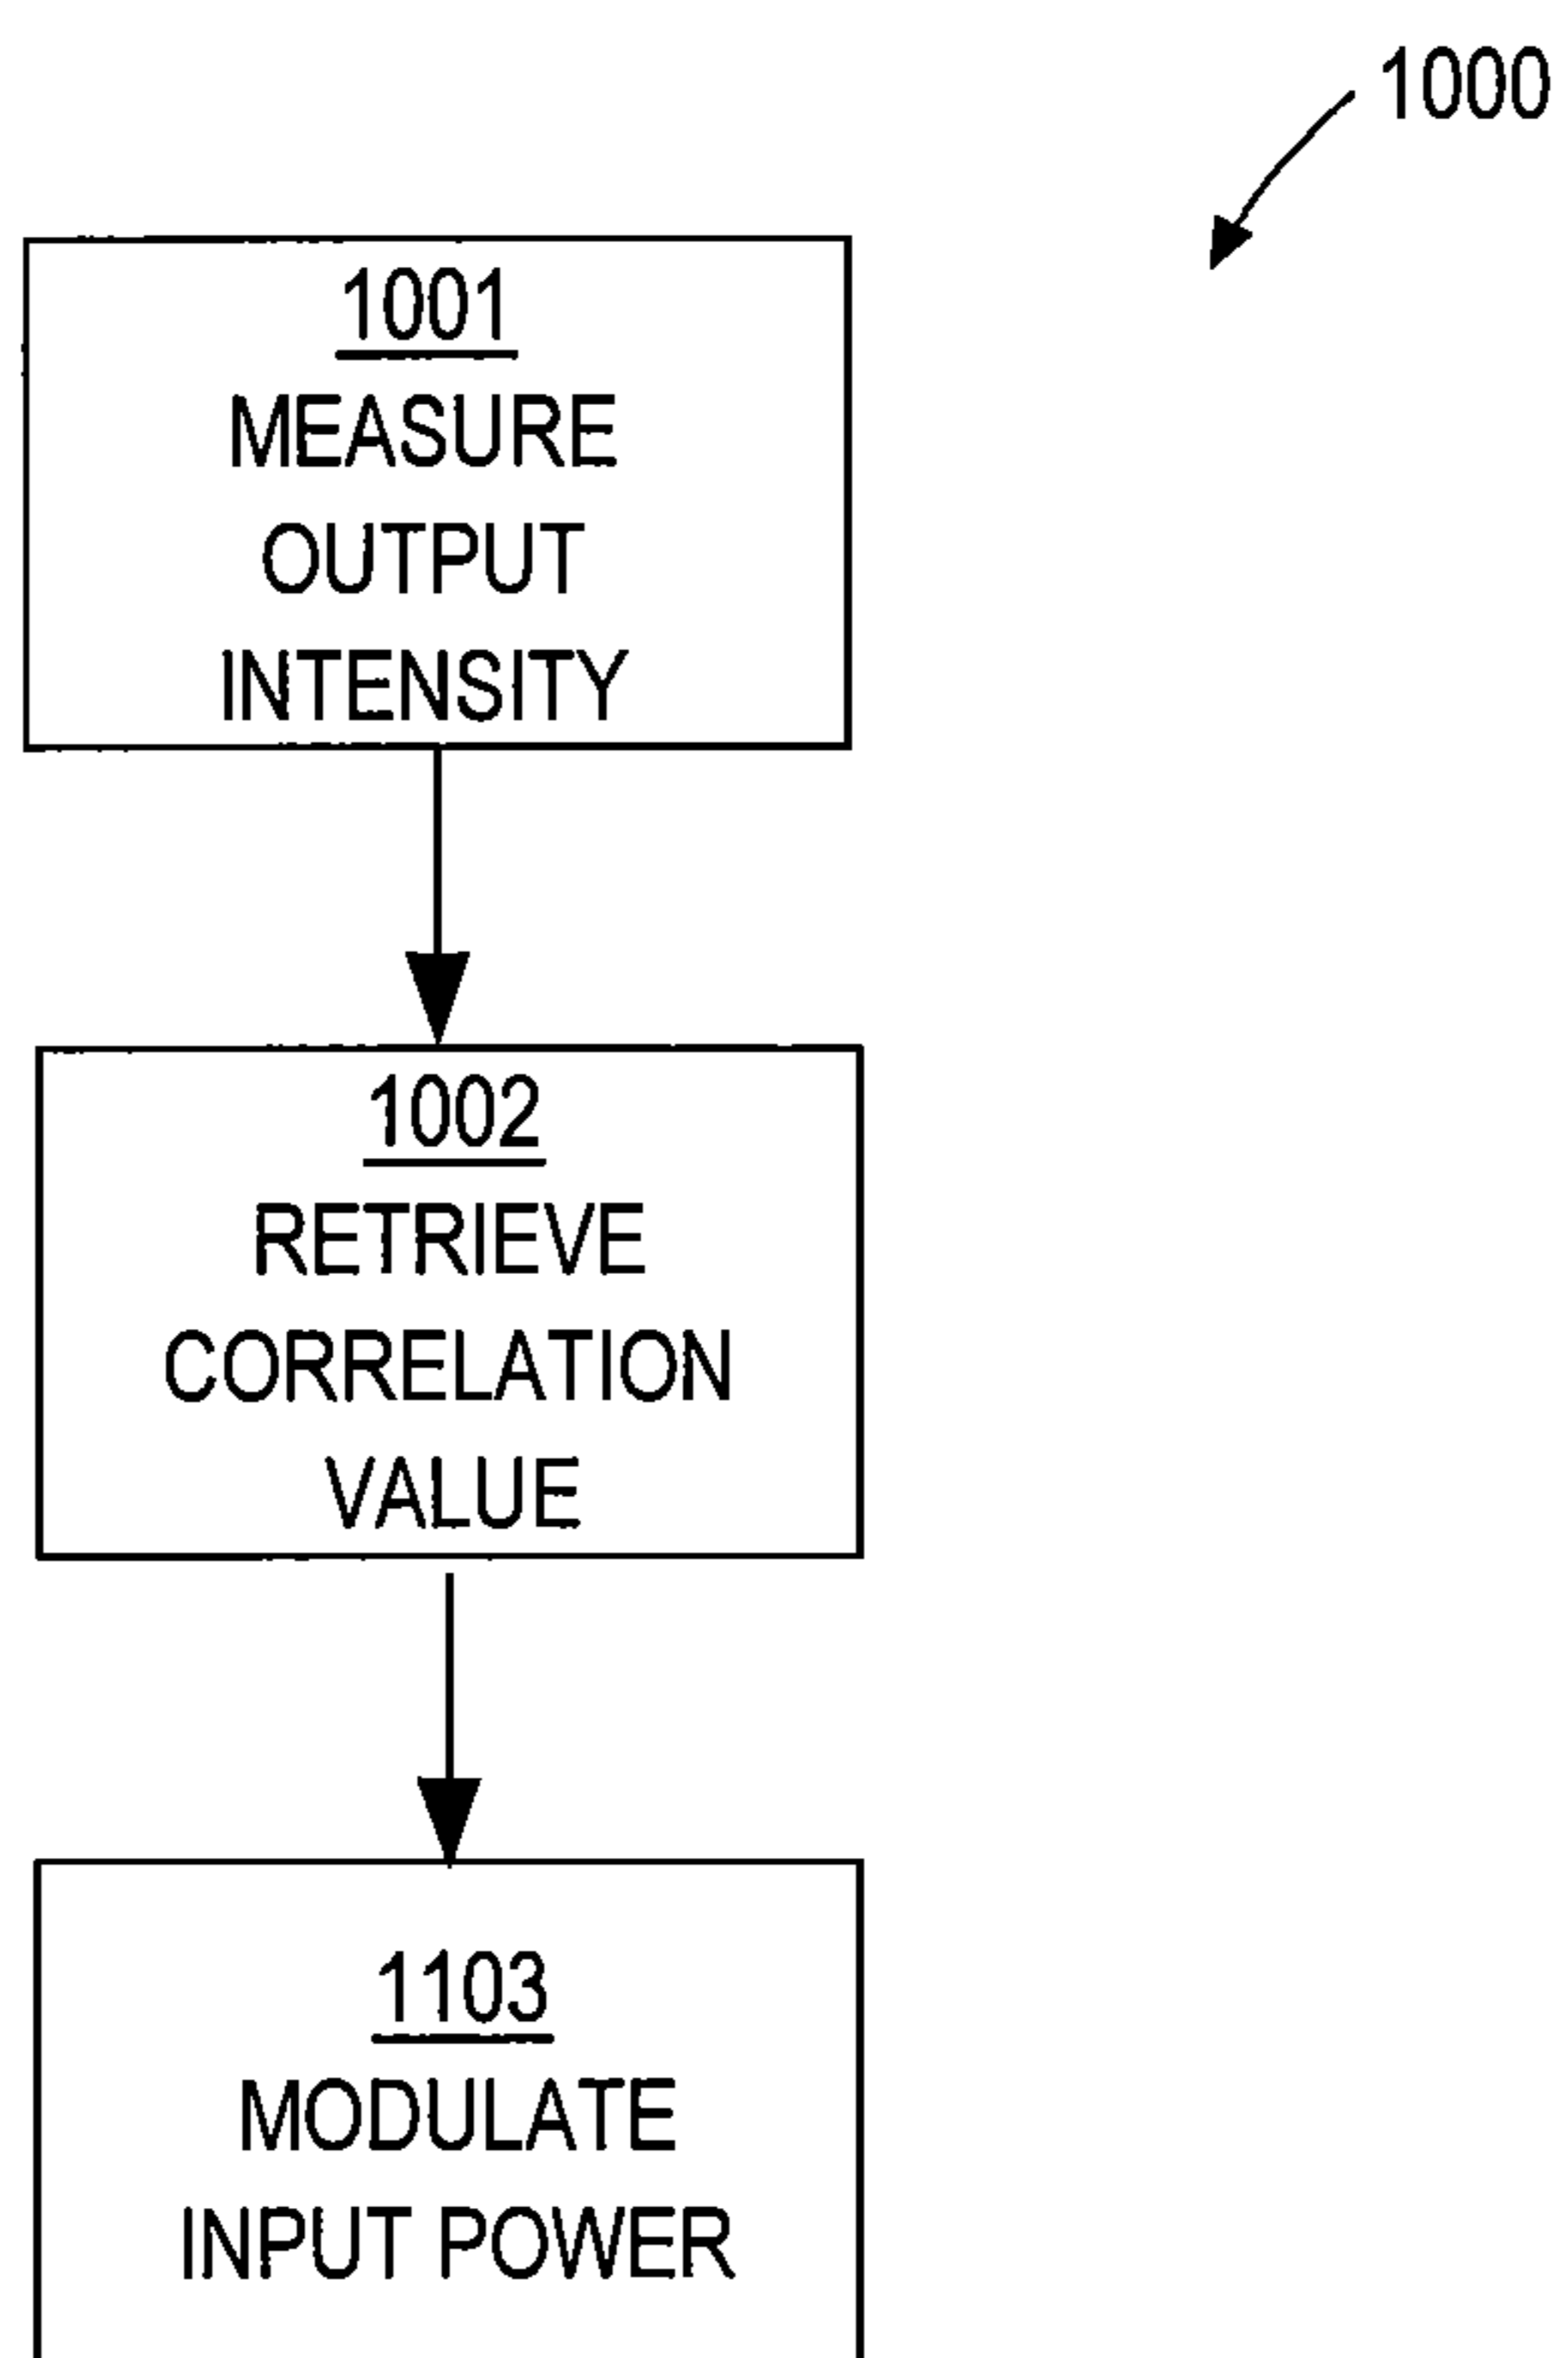 1000
1001
MEASURE
OUTPUT
INTENSITY
1002
RETRIEVE
CORRELATION
VALUE
1103
MODULATE
INPUT POWER